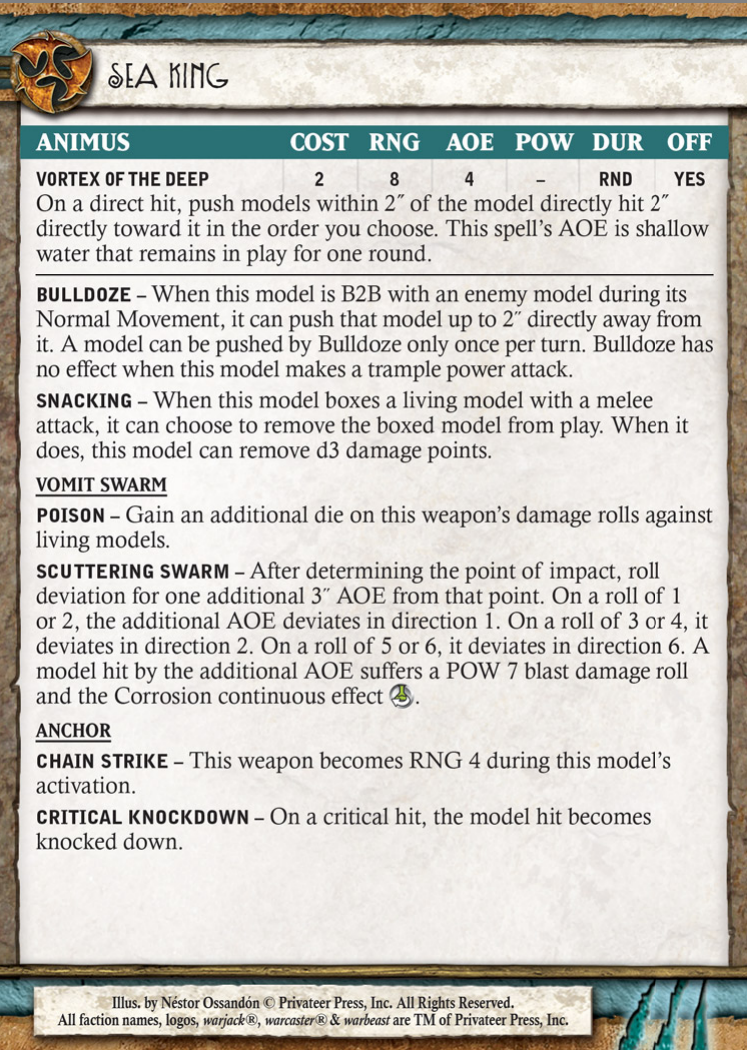 SEA KING
ANIMUS COST RNG AOE POW DUR OFF
VORTEX OF THE DEEP 2 8 4 – RND YES
On a direct hit, push models within 2˝ of the model directly hit 2˝
directly toward it in the order you choose. This spell's AOE is shallow
water that remains in play for one round.
BULLDOZE – When this model is B2B with an enemy model during its
Normal Movement, it can push that model up to 2˝ directly away from
it. A model can be pushed by Bulldoze only once per turn. Bulldoze has
no effect when this model makes a trample power attack.
SNACKING – When this model boxes a living model with a melee
attack, it can choose to remove the boxed model from play. When it
does, this model can remove d3 damage points.
VOMIT SWARM
POISON – Gain an additional die on this weapon's damage rolls against
living models.
SCUTTERING SWARM – After determining the point of impact, roll
deviation for one additional 3˝ AOE from that point. On a roll of 1
or 2, the additional AOE deviates in direction 1. On a roll of 3 or 4, it
deviates in direction 2. On a roll of 5 or 6, it deviates in direction 6. A
model hit by the additional AOE suffers a POW 7 blast damage roll
and the Corrosion continuous effect .
ANCHOR
CHAIN STRIKE – This weapon becomes RNG 4 during this model's
activation.
CRITICAL KNOCKDOWN – On a critical hit, the model hit becomes
knocked down.
Illus. by Néstor Ossandón © Privateer Press, Inc. All Rights Reserved.
All faction names, logos, warjack®, warcaster® & warbeast are TM of Privateer Press, Inc.